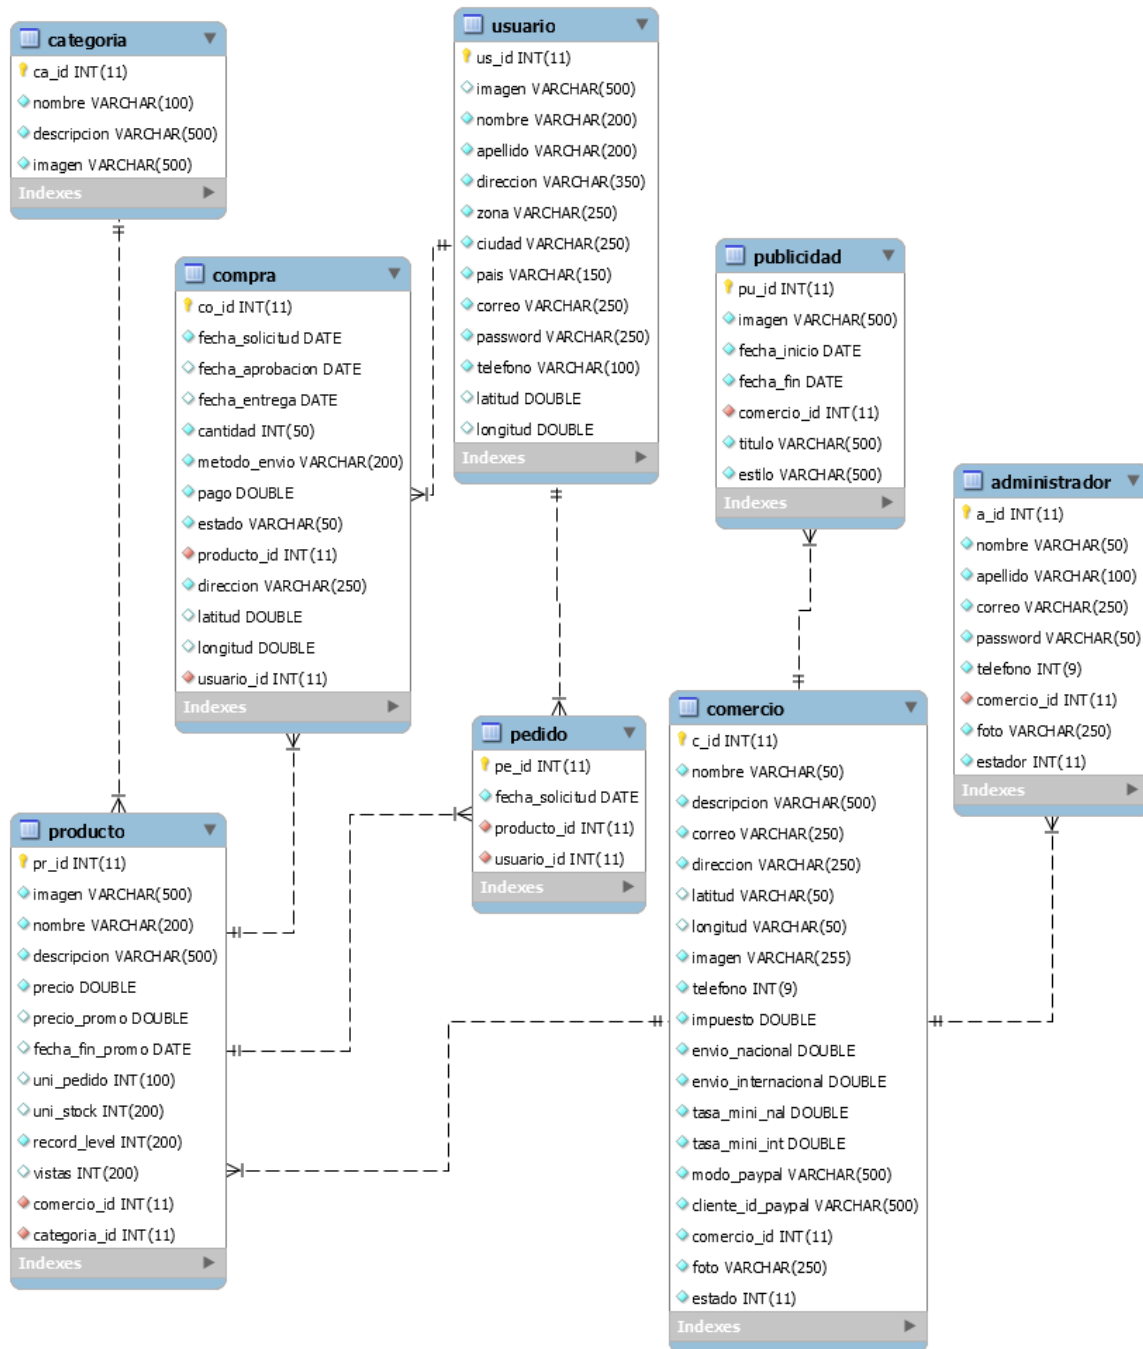 categoria
ca_id INT(11)
nombre VARCHAR(100)
descripcion VARCHAR(500)
imagen VARCHAR(500)
Indexes
usuario
us_id INT(11)
imagen VARCHAR(500)
nombre VARCHAR(200)
apellido VARCHAR(200)
direccion VARCHAR(350)
zona VARCHAR(250)
ciudad VARCHAR(250)
pais VARCHAR(150)
correo VARCHAR(250)
password VARCHAR(250)
telefono VARCHAR(100)
latitud DOUBLE
longitud DOUBLE
Indexes
compra
co_id INT(11)
fecha_solicitud DATE
fecha_aprobacion DATE
fecha_entrega DATE
cantidad INT(50)
metodo_envio VARCHAR(200)
pago DOUBLE
estado VARCHAR(50)
producto_id INT(11)
direccion VARCHAR(250)
latitud DOUBLE
longitud DOUBLE
usuario_id INT(11)
Indexes
publicidad
pu_id INT(11)
imagen VARCHAR(500)
fecha_inicio DATE
fecha_fin DATE
comercio_id INT(11)
titulo VARCHAR(500)
estilo VARCHAR(500)
Indexes
administrador
a_id INT(11)
nombre VARCHAR(50)
apellido VARCHAR(100)
correo VARCHAR(250)
password VARCHAR(50)
telefono INT(9)
comercio_id INT(11)
foto VARCHAR(250)
estador INT(11)
Indexes
pedido
pe_id INT(11)
fecha_solicitud DATE
producto_id INT(11)
usuario_id INT(11)
Indexes
comercio
c_id INT(11)
nombre VARCHAR(50)
descripcion VARCHAR(500)
correo VARCHAR(250)
direccion VARCHAR(250)
latitud VARCHAR(50)
longitud VARCHAR(50)
imagen VARCHAR(255)
telefono INT(9)
impuesto DOUBLE
envio_nacional DOUBLE
envio_internacional DOUBLE
tasa_mini_nal DOUBLE
tasa_mini_int DOUBLE
modo_paypal VARCHAR(500)
cliente_id_paypal VARCHAR(500)
comercio_id INT(11)
foto VARCHAR(250)
estado INT(11)
Indexes
producto
pr_id INT(11)
imagen VARCHAR(500)
nombre VARCHAR(200)
descripcion VARCHAR(500)
precio DOUBLE
precio_promo DOUBLE
fecha_fin_promo DATE
uni_pedido INT(100)
uni_stock INT(200)
record_level INT(200)
vistas INT(200)
comercio_id INT(11)
categoria_id INT(11)
Indexes